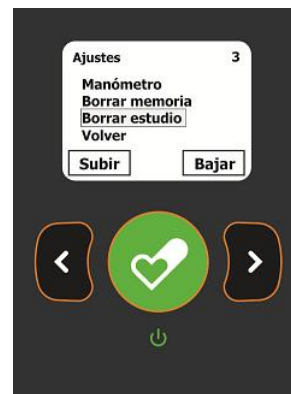 Ajustes 3
Manómetro
Borrar memoria
Borrar estudio
Volver
Subir Bajar